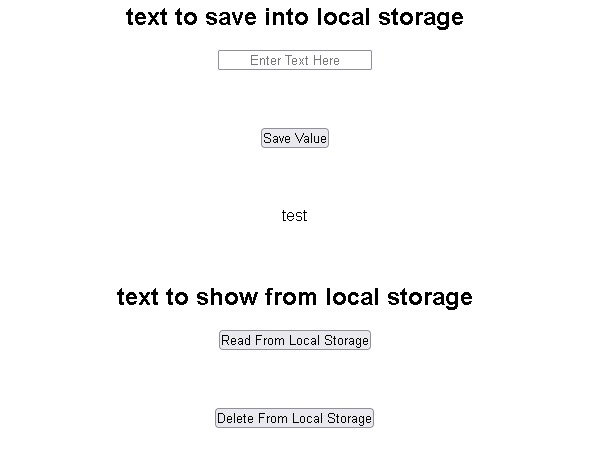 text to save into local storage
Enter Text Here
Save Value
test
text to show from local storage
Read From Local Storage
Delete From Local Storage